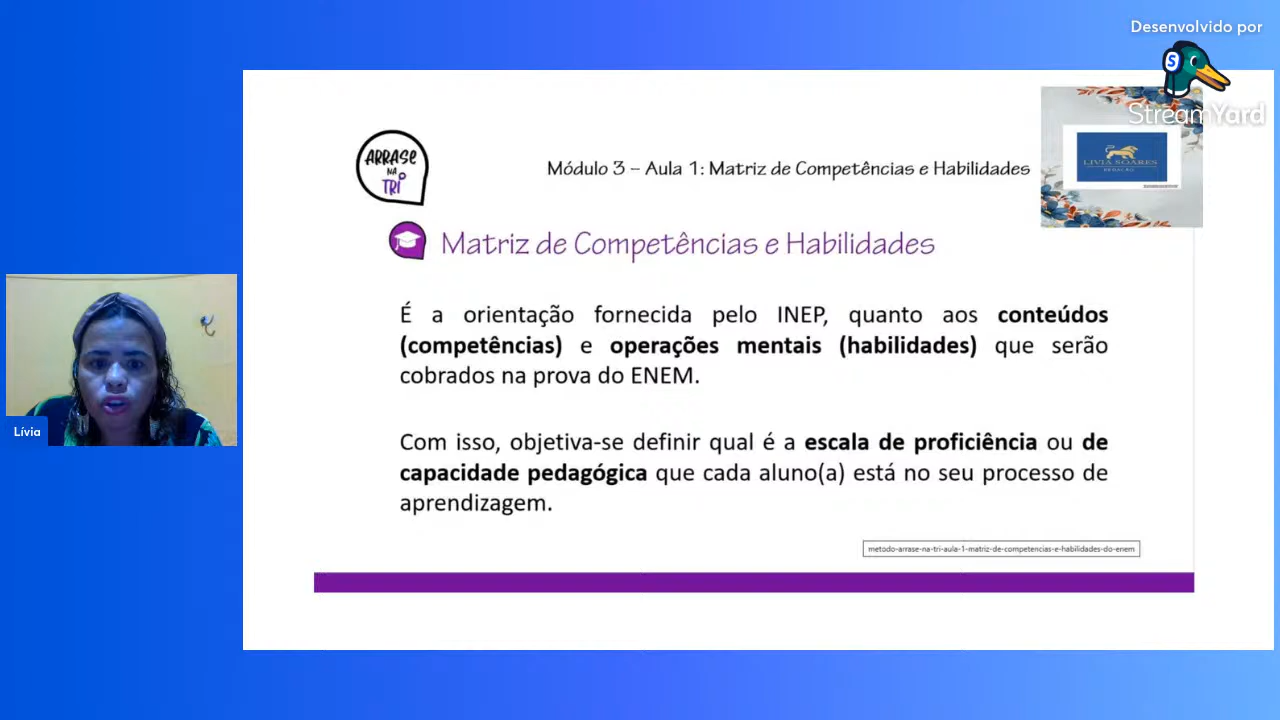 Desenvolvido por
StreamYard
ARRASE
NA
TRI
Módulo 3 – Aula 1: Matriz de Competências e Habilidades
LIVIA SOARES
REDAÇÃO
Matriz de Competências e Habilidades
É a orientação fornecida pelo INEP, quanto aos conteúdos
(competências) e operações mentais (habilidades) que serão
cobrados na prova do ENEM.
Com isso, objetiva-se definir qual é a escala de proficiência ou de
capacidade pedagógica que cada aluno(a) está no seu processo de
aprendizagem.
metodo-arrase-na-tri-aula-1-matriz-de-competencias-e-habilidades-do-enem
Lívia